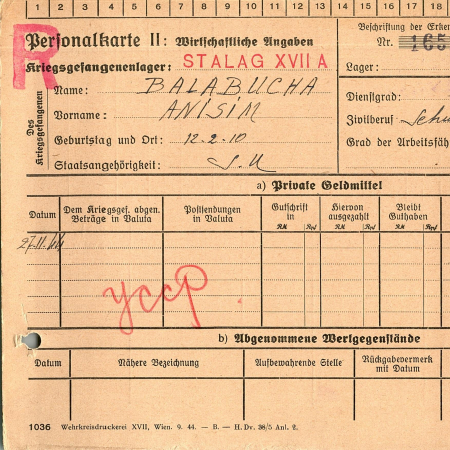 1 2 3 4 5 6 7 8 9 10 11 12 13 14 15 16 17 18
R
Personalkarte II: Wirtschaftliche Angaben
Beschriftung der Erken
Nr. 165
Kriegsgefangenenlager: STALAG XVII A
Lager:
Des Kriegsgefangenen
Name: BALABUCHA
Vorname: ANISIM
Dienstgrad:
Zivilberuf
Geburtstag und Ort: 12.2.10
Grad der Arbeitsfäh
Staatsangehörigkeit: S.U
a) Private Geldmittel
Datum
Dem Kriegsgef. abgen. Beträge in Valuta
Postsendungen in Valuta
Gutschrift in
RM Rpf
Hiervon ausgezahlt
RM Rpf
Bleibt Guthaben
RM Rpf
27.11.44
УССР
b) Abgenommene Wertgegenstände
Datum
Nähere Bezeichnung
Aufbewahrende Stelle
Rückgabevermerk mit Datum
1036 Wehrkreisdruckerei XVII, Wien. 9. 44. — B. — H. Dv. 38/5 Anl. 2.